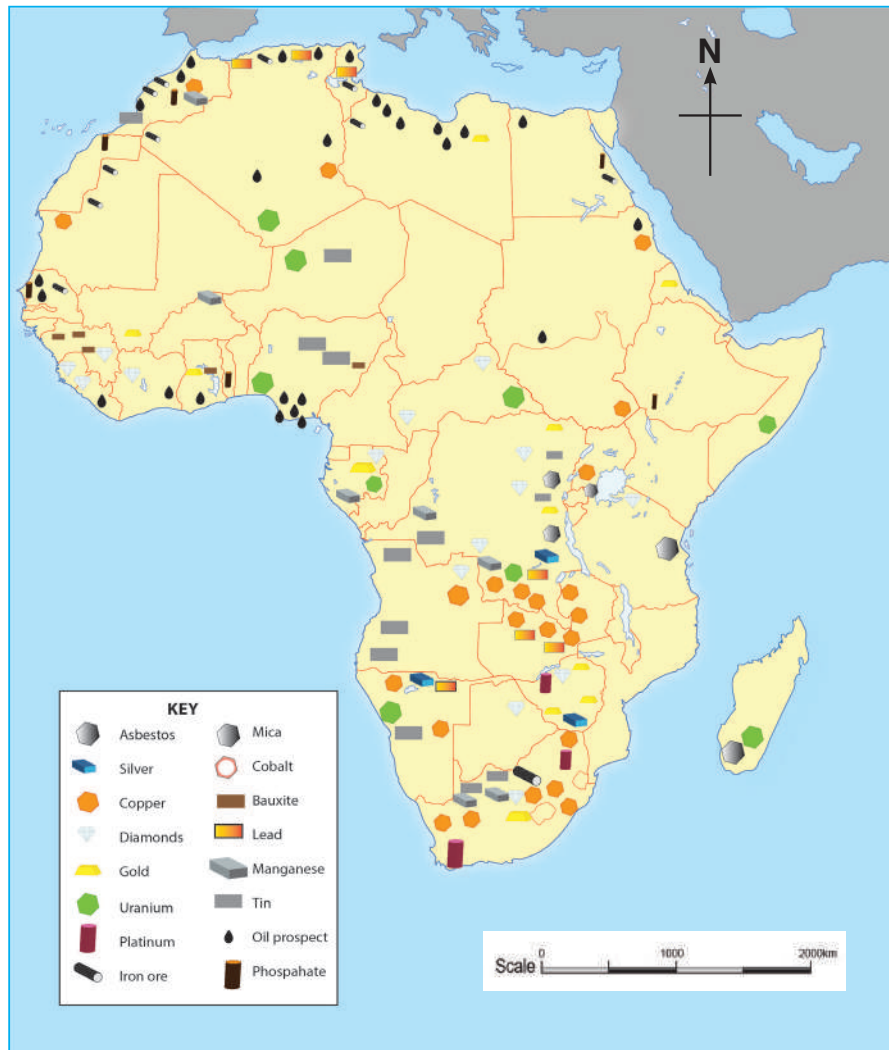 N
KEY
Asbestos
Mica
Silver
Cobalt
Copper
Bauxite
Diamonds
Lead
Gold
Manganese
Uranium
Tin
Platinum
Oil prospect
Iron ore
Phospahate
0 1000 2000km
Scale